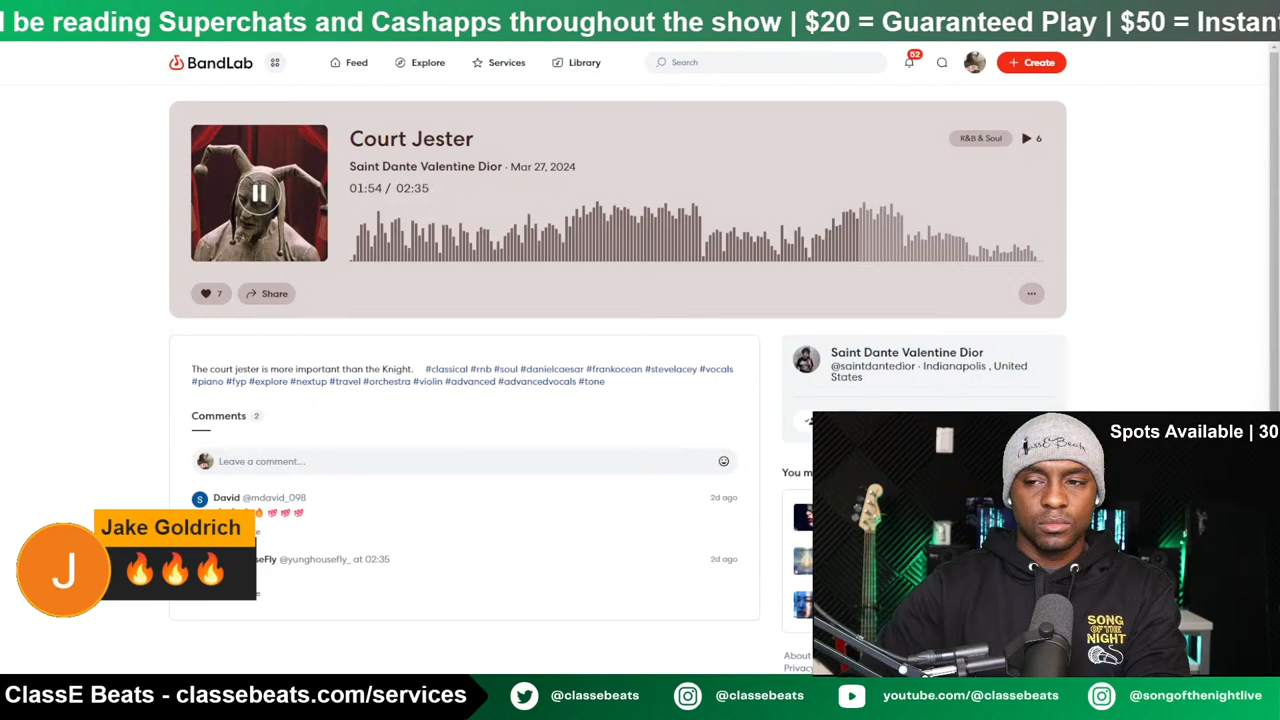 l be reading Superchats and Cashapps throughout the show | $20 = Guaranteed Play | $50 = Instan
BandLab
Feed
Explore
Services
Library
Search
52
+ Create
Court Jester
R&B & Soul
6
Saint Dante Valentine Dior · Mar 27, 2024
01:54 / 02:35
7
Share
The court jester is more important than the Knight. #classical #rnb #soul #danielcaesar #frankocean #stevelacey #vocals
#piano #fyp #explore #nextup #travel #orchestra #violin #advanced #advancedvocals #tone
Comments 2
Leave a comment...
S
David @mdavid_098
2d ago
seFly @yunghousefly_ at 02:35
2d ago
Jake Goldrich
J
Saint Dante Valentine Dior
@saintdantedior · Indianapolis , United
States
You m
About
Privac
Spots Available | 30
ClassE Beats
SONG
OF THE
NIGHT
ClassE Beats - classebeats.com/services
@classebeats
@classebeats
youtube.com/@classebeats
@songofthenightlive